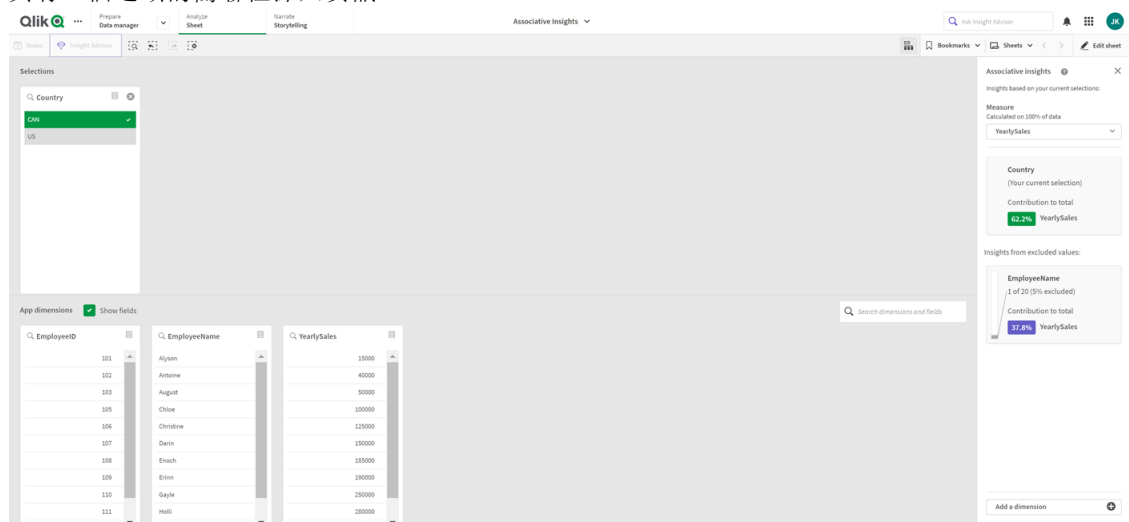 Qlik
Prepare
Data manager
Analyze
Sheet
Narrate
Storytelling
Associative Insights
Ask Insight Advisor
JK
Notes
Insight Advisor
Bookmarks
Sheets
Edit sheet
Selections
Country
CAN
US
Associative insights
Insights based on your current selections:
Measure
Calculated on 100% of data
YearlySales
Country
(Your current selection)
Contribution to total
62.2% YearlySales
Insights from excluded values:
EmployeeName
1 of 20 (5% excluded)
Contribution to total
37.8% YearlySales
App dimensions
Show fields
Search dimensions and fields
EmployeeID
101
102
103
105
106
107
108
109
110
111
EmployeeName
Alyson
Antoine
August
Chloe
Christine
Darin
Enoch
Erinn
Gayle
Holli
YearlySales
15000
40000
50000
100000
125000
150000
185000
190000
250000
280000
Add a dimension